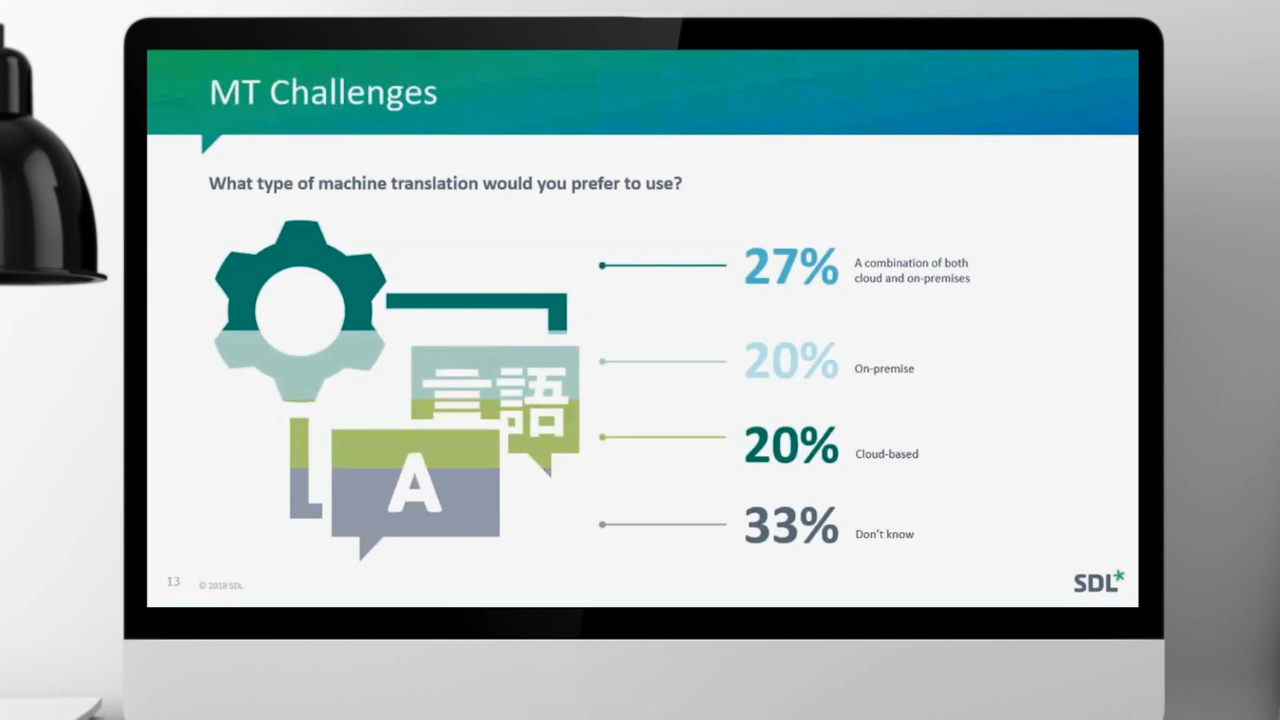 MT Challenges
What type of machine translation would you prefer to use?
27%
A combination of both
cloud and on-premises
20%
On-premise
言語
20%
Cloud-based
A
33%
Don't know
13
© 2018 SDL
SDL*